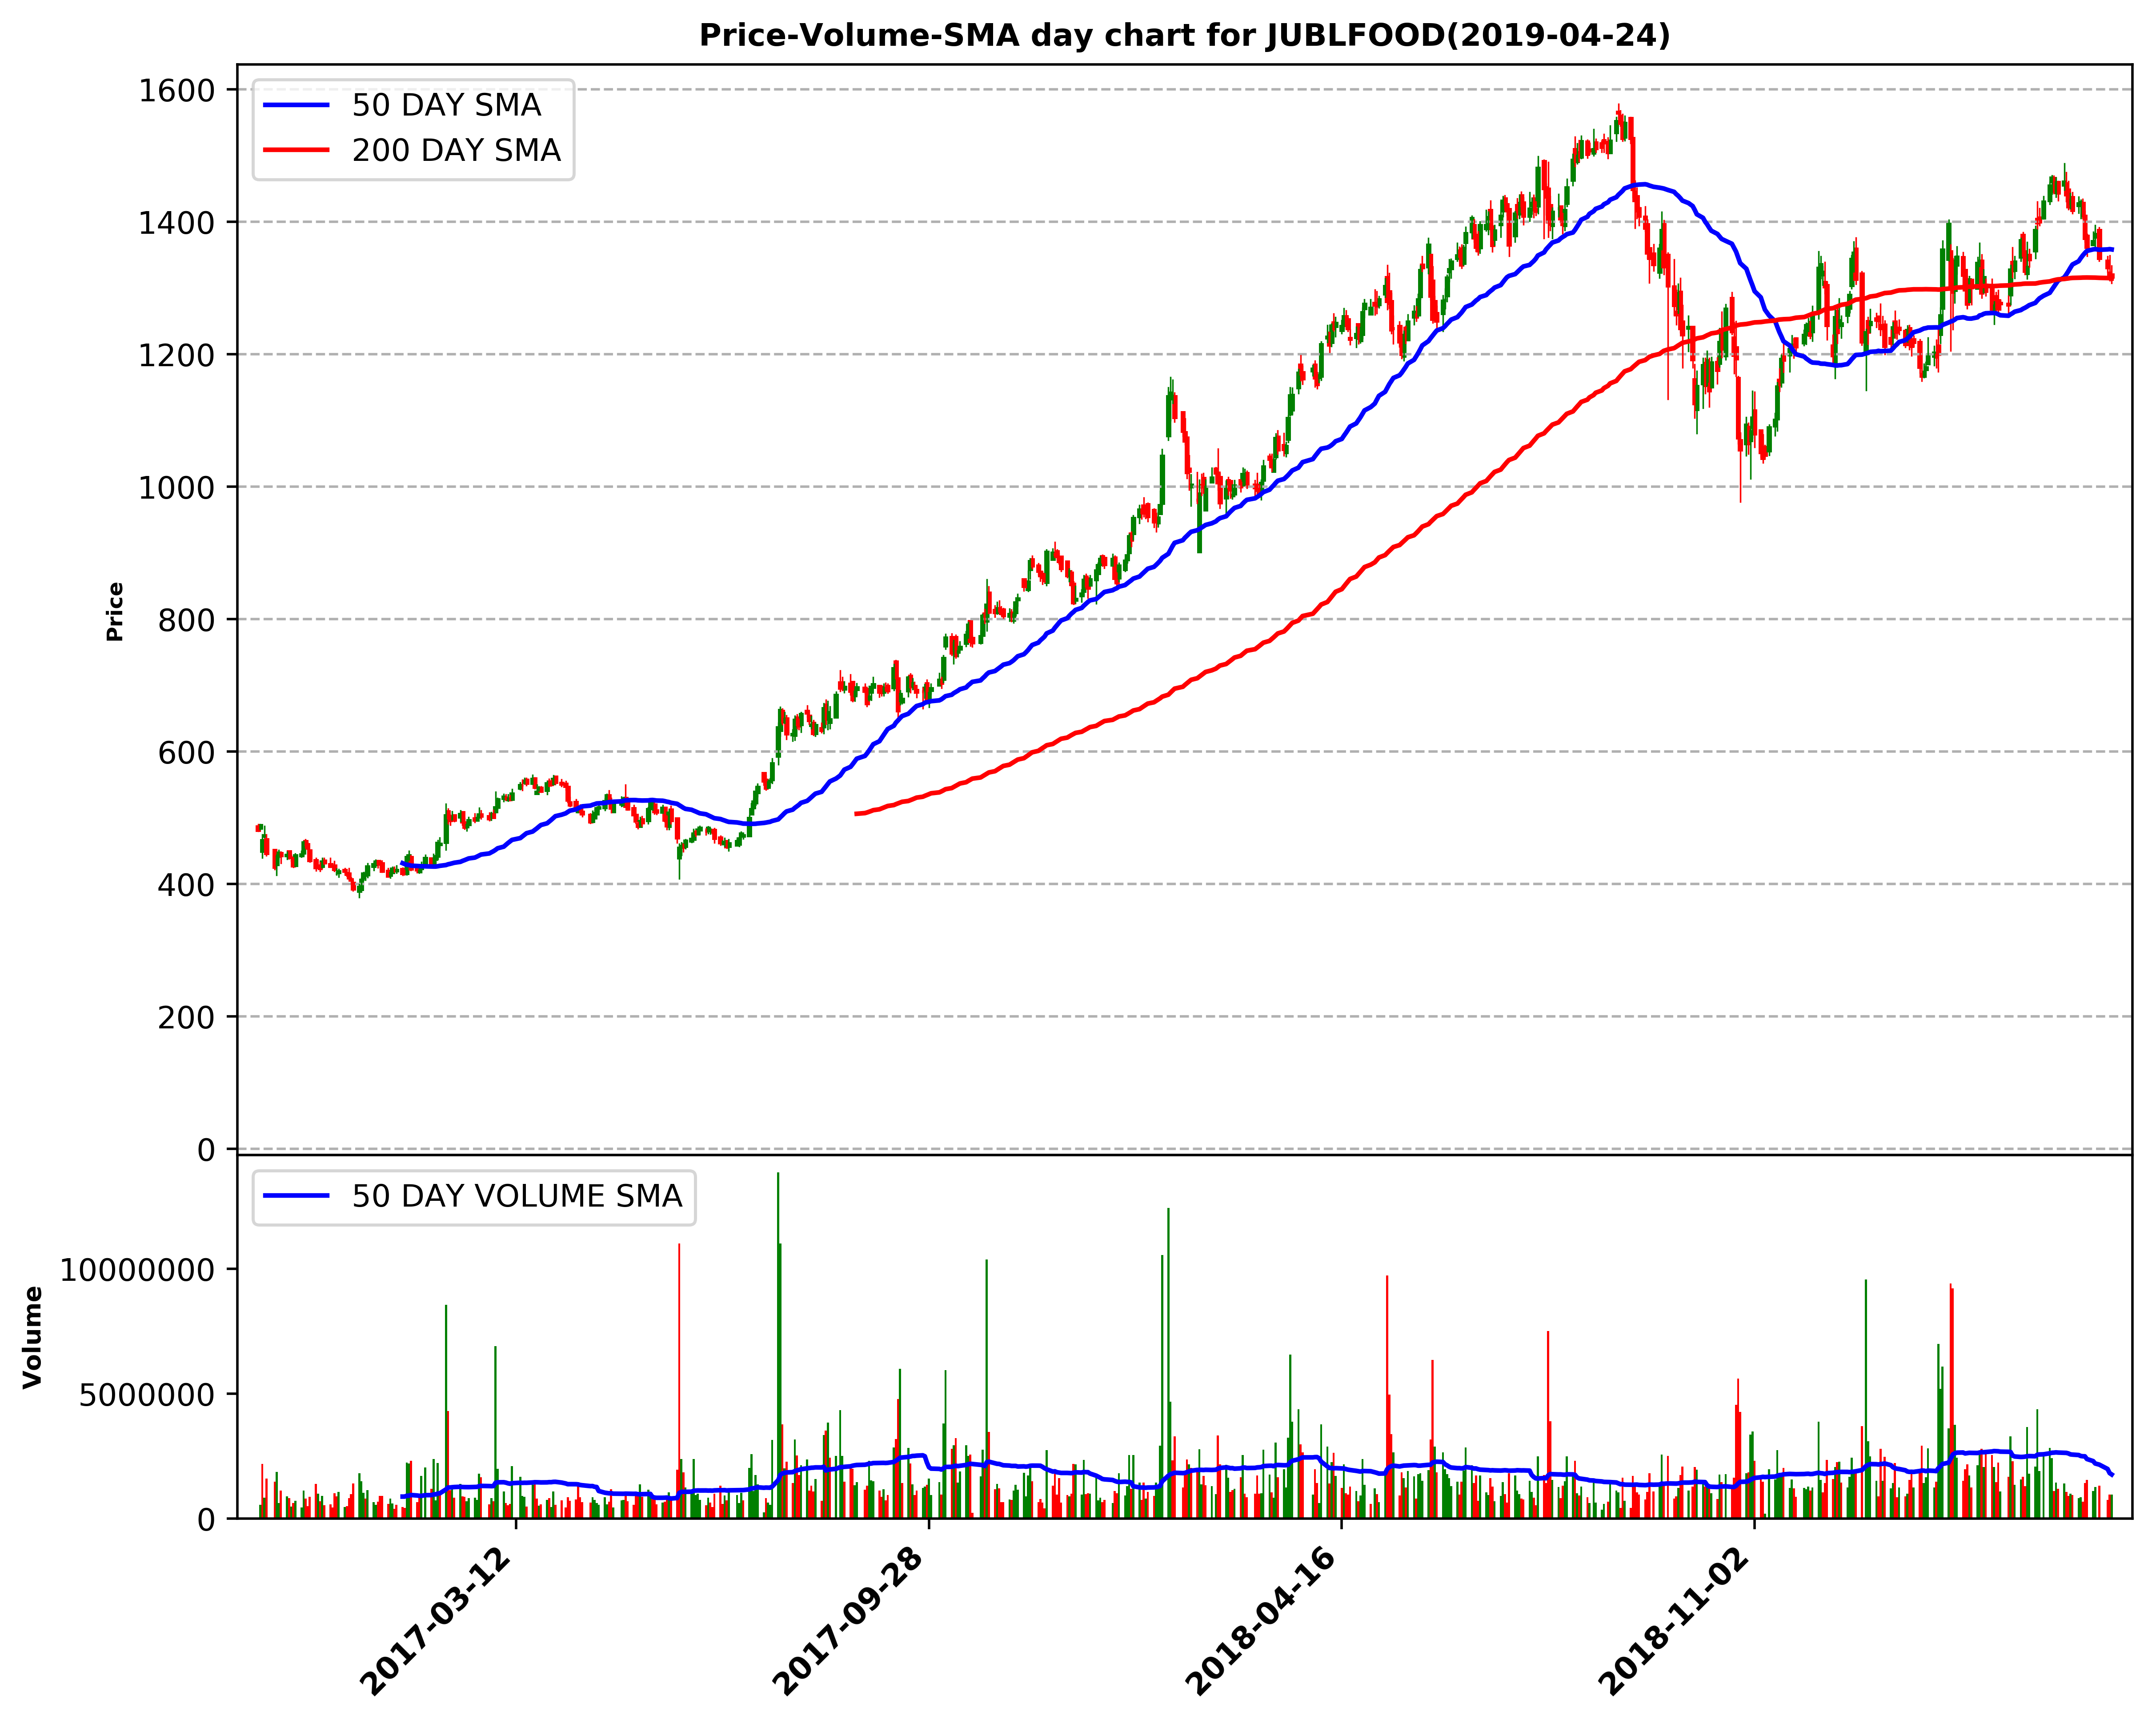 Price-Volume-SMA day chart for JUBLFOOD(2019-04-24)
50 DAY SMA
200 DAY SMA
1600
1400
1200
1000
800
600
400
200
0
Price
50 DAY VOLUME SMA
10000000
5000000
0
Volume
2017-03-12
2017-09-28
2018-04-16
2018-11-02